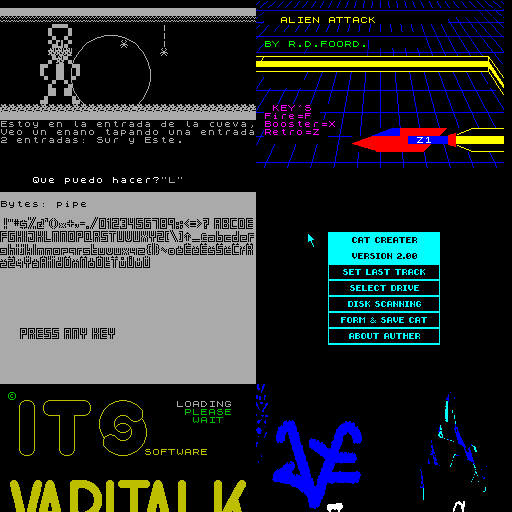 Estoy en la entrada de la cueva,
Veo un enano tapando una entrada
2 entradas: Sur y Este.
Que puedo hacer?"L"
ALIEN ATTACK
BY R.D.FOORD.
KEY'S
Fire=F
Booster=X
Retro=Z
Z1
Bytes: pipe
PRESS ANY KEY
CAT CREATER
VERSION 2.00
SET LAST TRACK
SELECT DRIVE
DISK SCANNING
FORM & SAVE CAT
ABOUT AUTHER
©
ITS
SOFTWARE
LOADING
PLEASE
WAIT
VARITALK